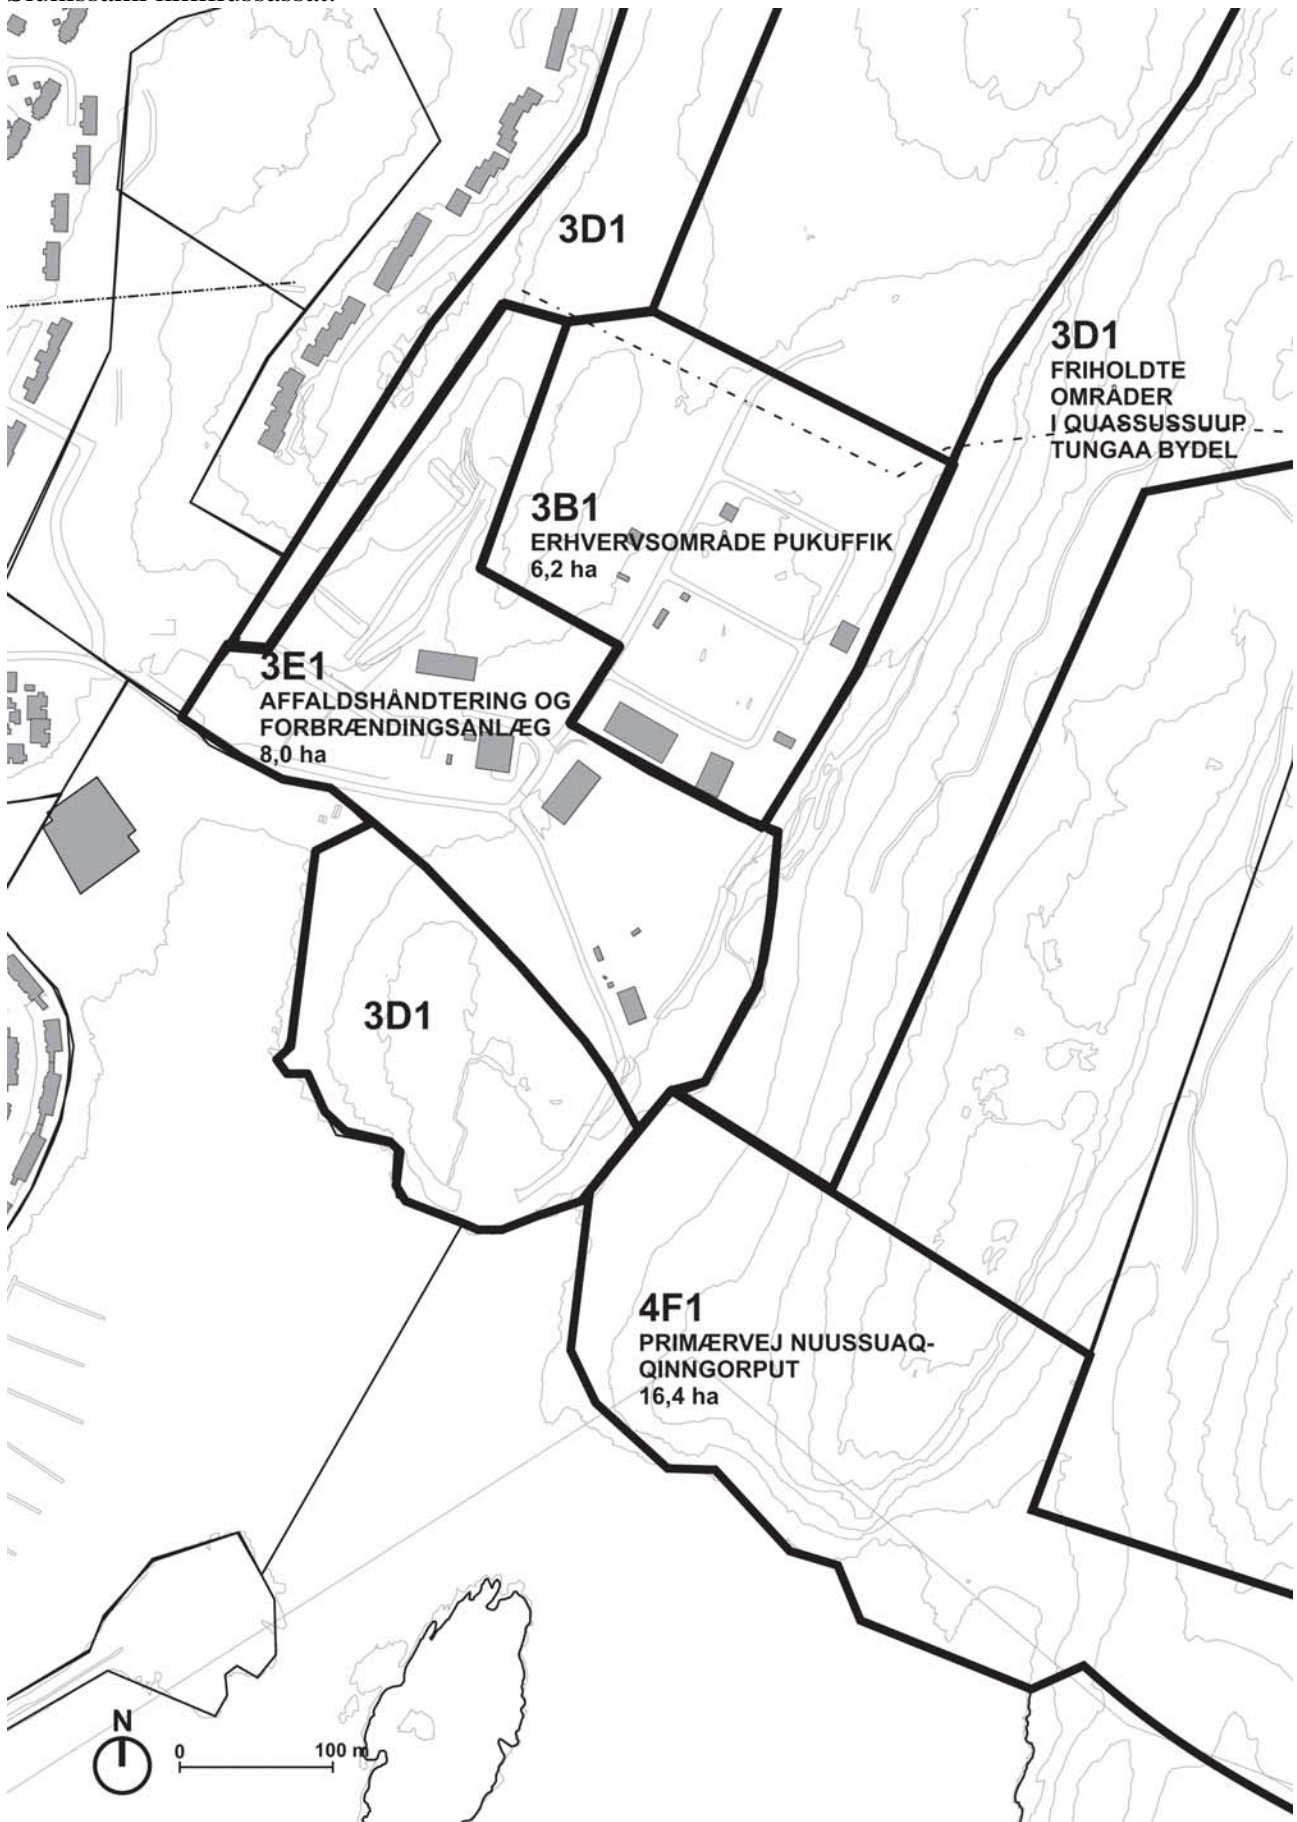 3D1
3D1
FRIHOLDTE
OMRÅDER
I QUASSUSSUUP
TUNGAA BYDEL
3B1
ERHVERVSOMRÅDE PUKUFFIK
6,2 ha
3E1
AFFALDSHÅNDTERING OG
FORBRÆNDINGSANLÆG
8,0 ha
3D1
4F1
PRIMÆRVEJ NUUSSUAQ-
QINNGORPUT
16,4 ha
N
0 100 m